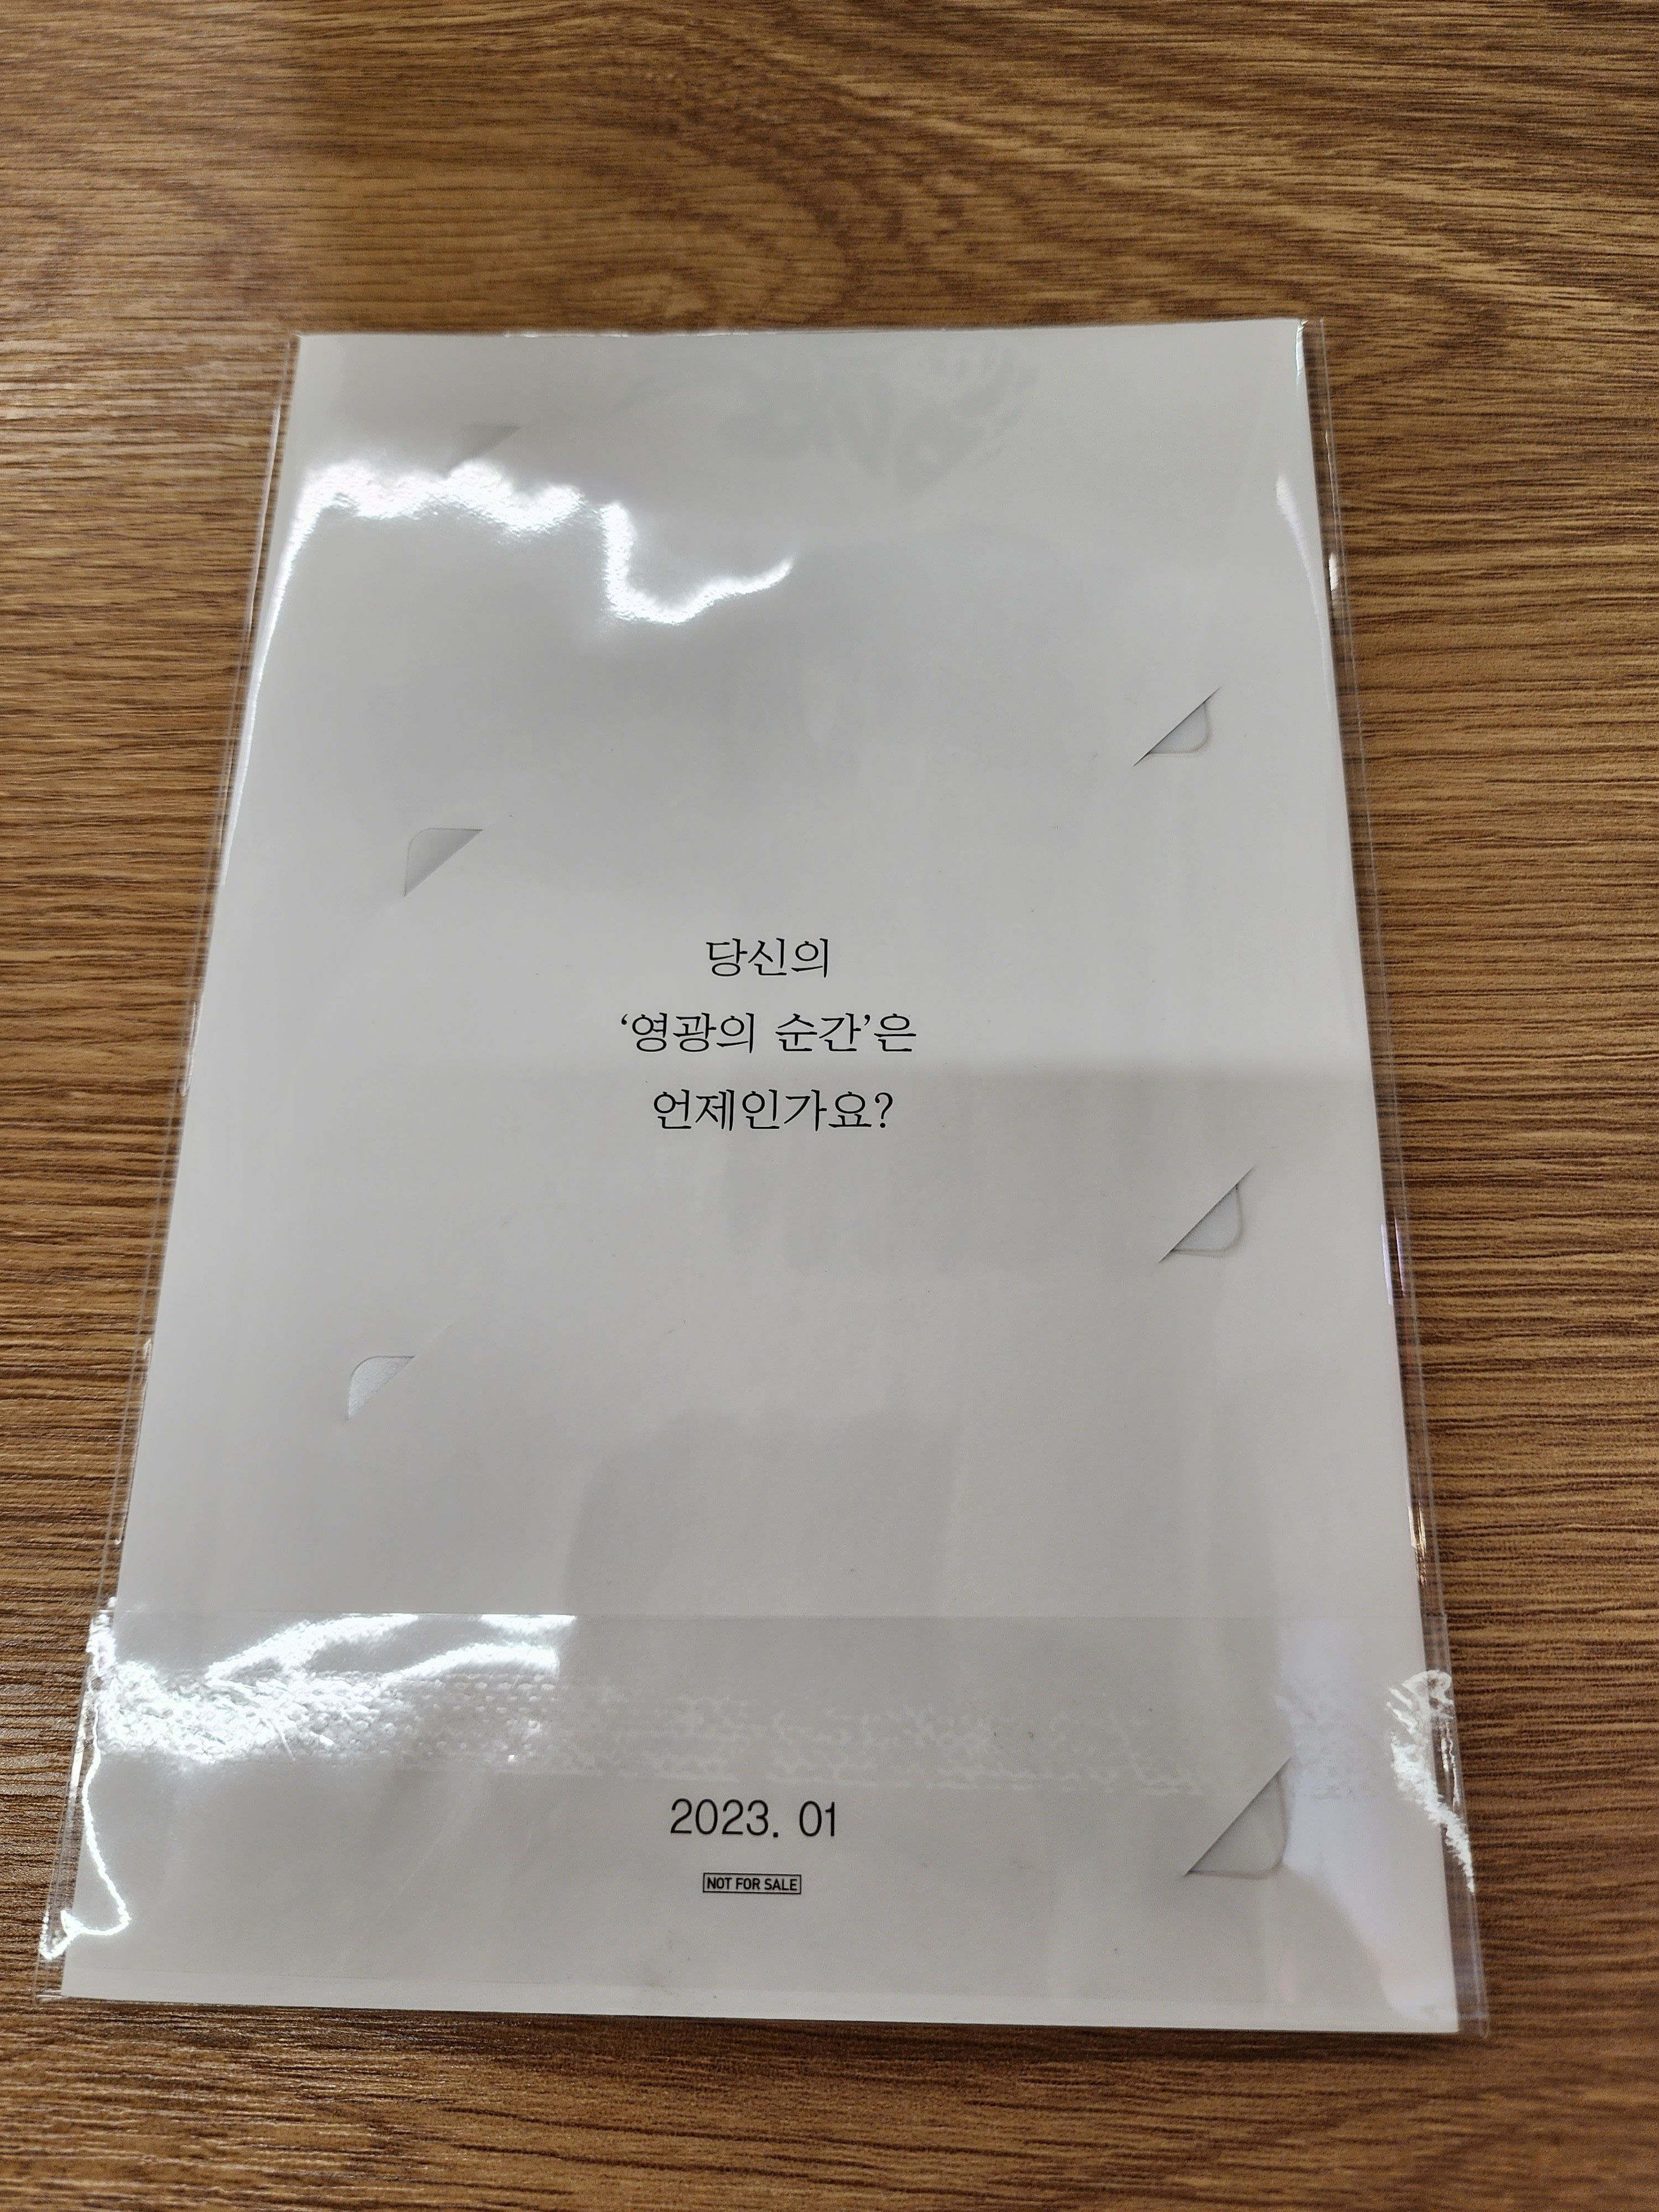 당신의
‘영광의 순간’은
언제인가요?
2023. 01
NOT FOR SALE